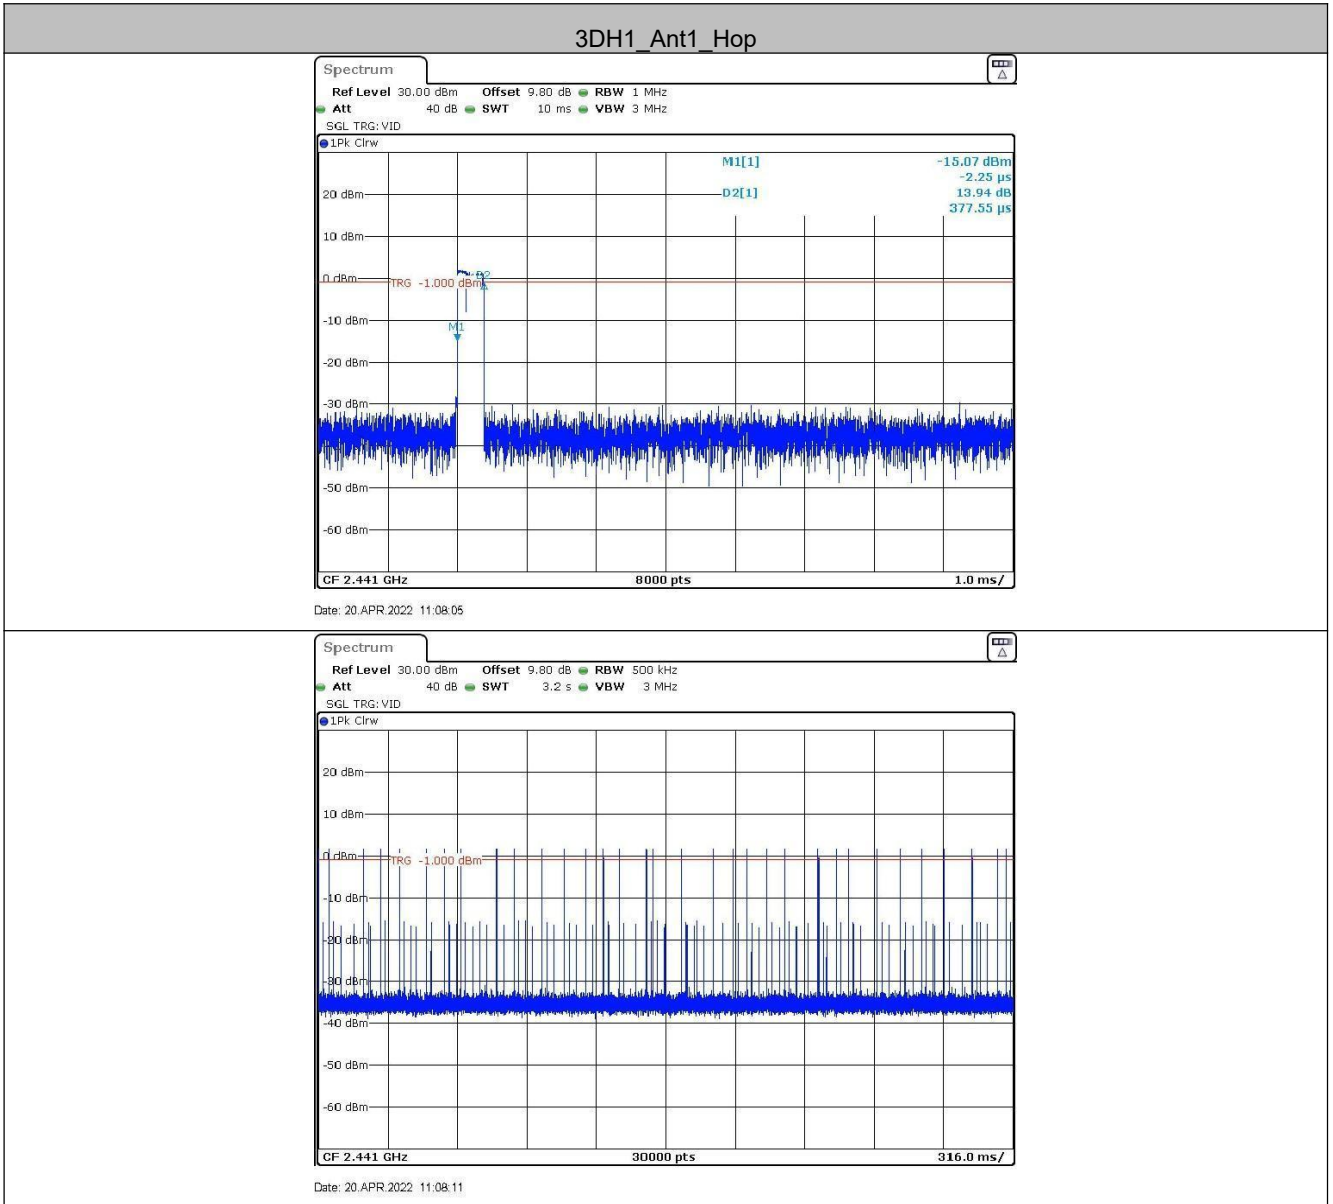 3DH1_Ant1_Hop
Spectrum
Ref Level 30.00 dBm Offset 9.80 dB RBW 1 MHz
Att 40 dB SWT 10 ms VBW 3 MHz
SGL TRG: VID
1Pk Clrw
M1[1] -15.07 dBm
-2.25 µs
20 dBm D2[1] 13.94 dB
377.55 µs
10 dBm
D2
0 dBm
TRG -1.000 dBm
-10 dBm
M1
-20 dBm
-30 dBm
-50 dBm
-60 dBm
CF 2.441 GHz 8000 pts 1.0 ms/
Date: 20.APR.2022 11:08:05
Spectrum
Ref Level 30.00 dBm Offset 9.80 dB RBW 500 kHz
Att 40 dB SWT 3.2 s VBW 3 MHz
SGL TRG: VID
1Pk Clrw
20 dBm
10 dBm
0 dBm
TRG -1.000 dBm
-10 dBm
-20 dBm
-30 dBm
-40 dBm
-50 dBm
-60 dBm
CF 2.441 GHz 30000 pts 316.0 ms/
Date: 20.APR.2022 11:08:11